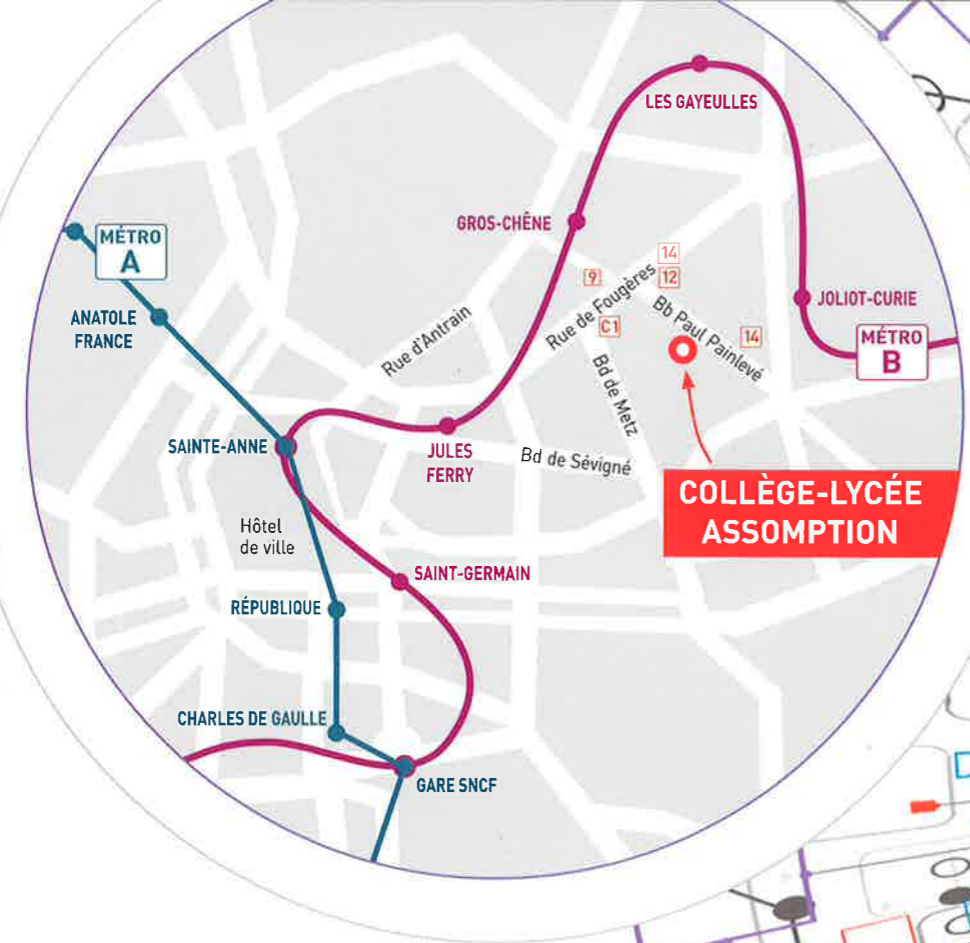 LES GAYEULLES
GROS-CHÊNE
MÉTRO
A
14
9
12
Rue de Fougères
Bb Paul Painlevé
C1
14
JOLIOT-CURIE
MÉTRO
B
ANATOLE
FRANCE
Rue d'Antrain
Bd de Metz
SAINTE-ANNE
JULES
FERRY
Bd de Sévigné
COLLÈGE-LYCÉE
ASSOMPTION
Hôtel
de ville
SAINT-GERMAIN
RÉPUBLIQUE
CHARLES DE GAULLE
GARE SNCF